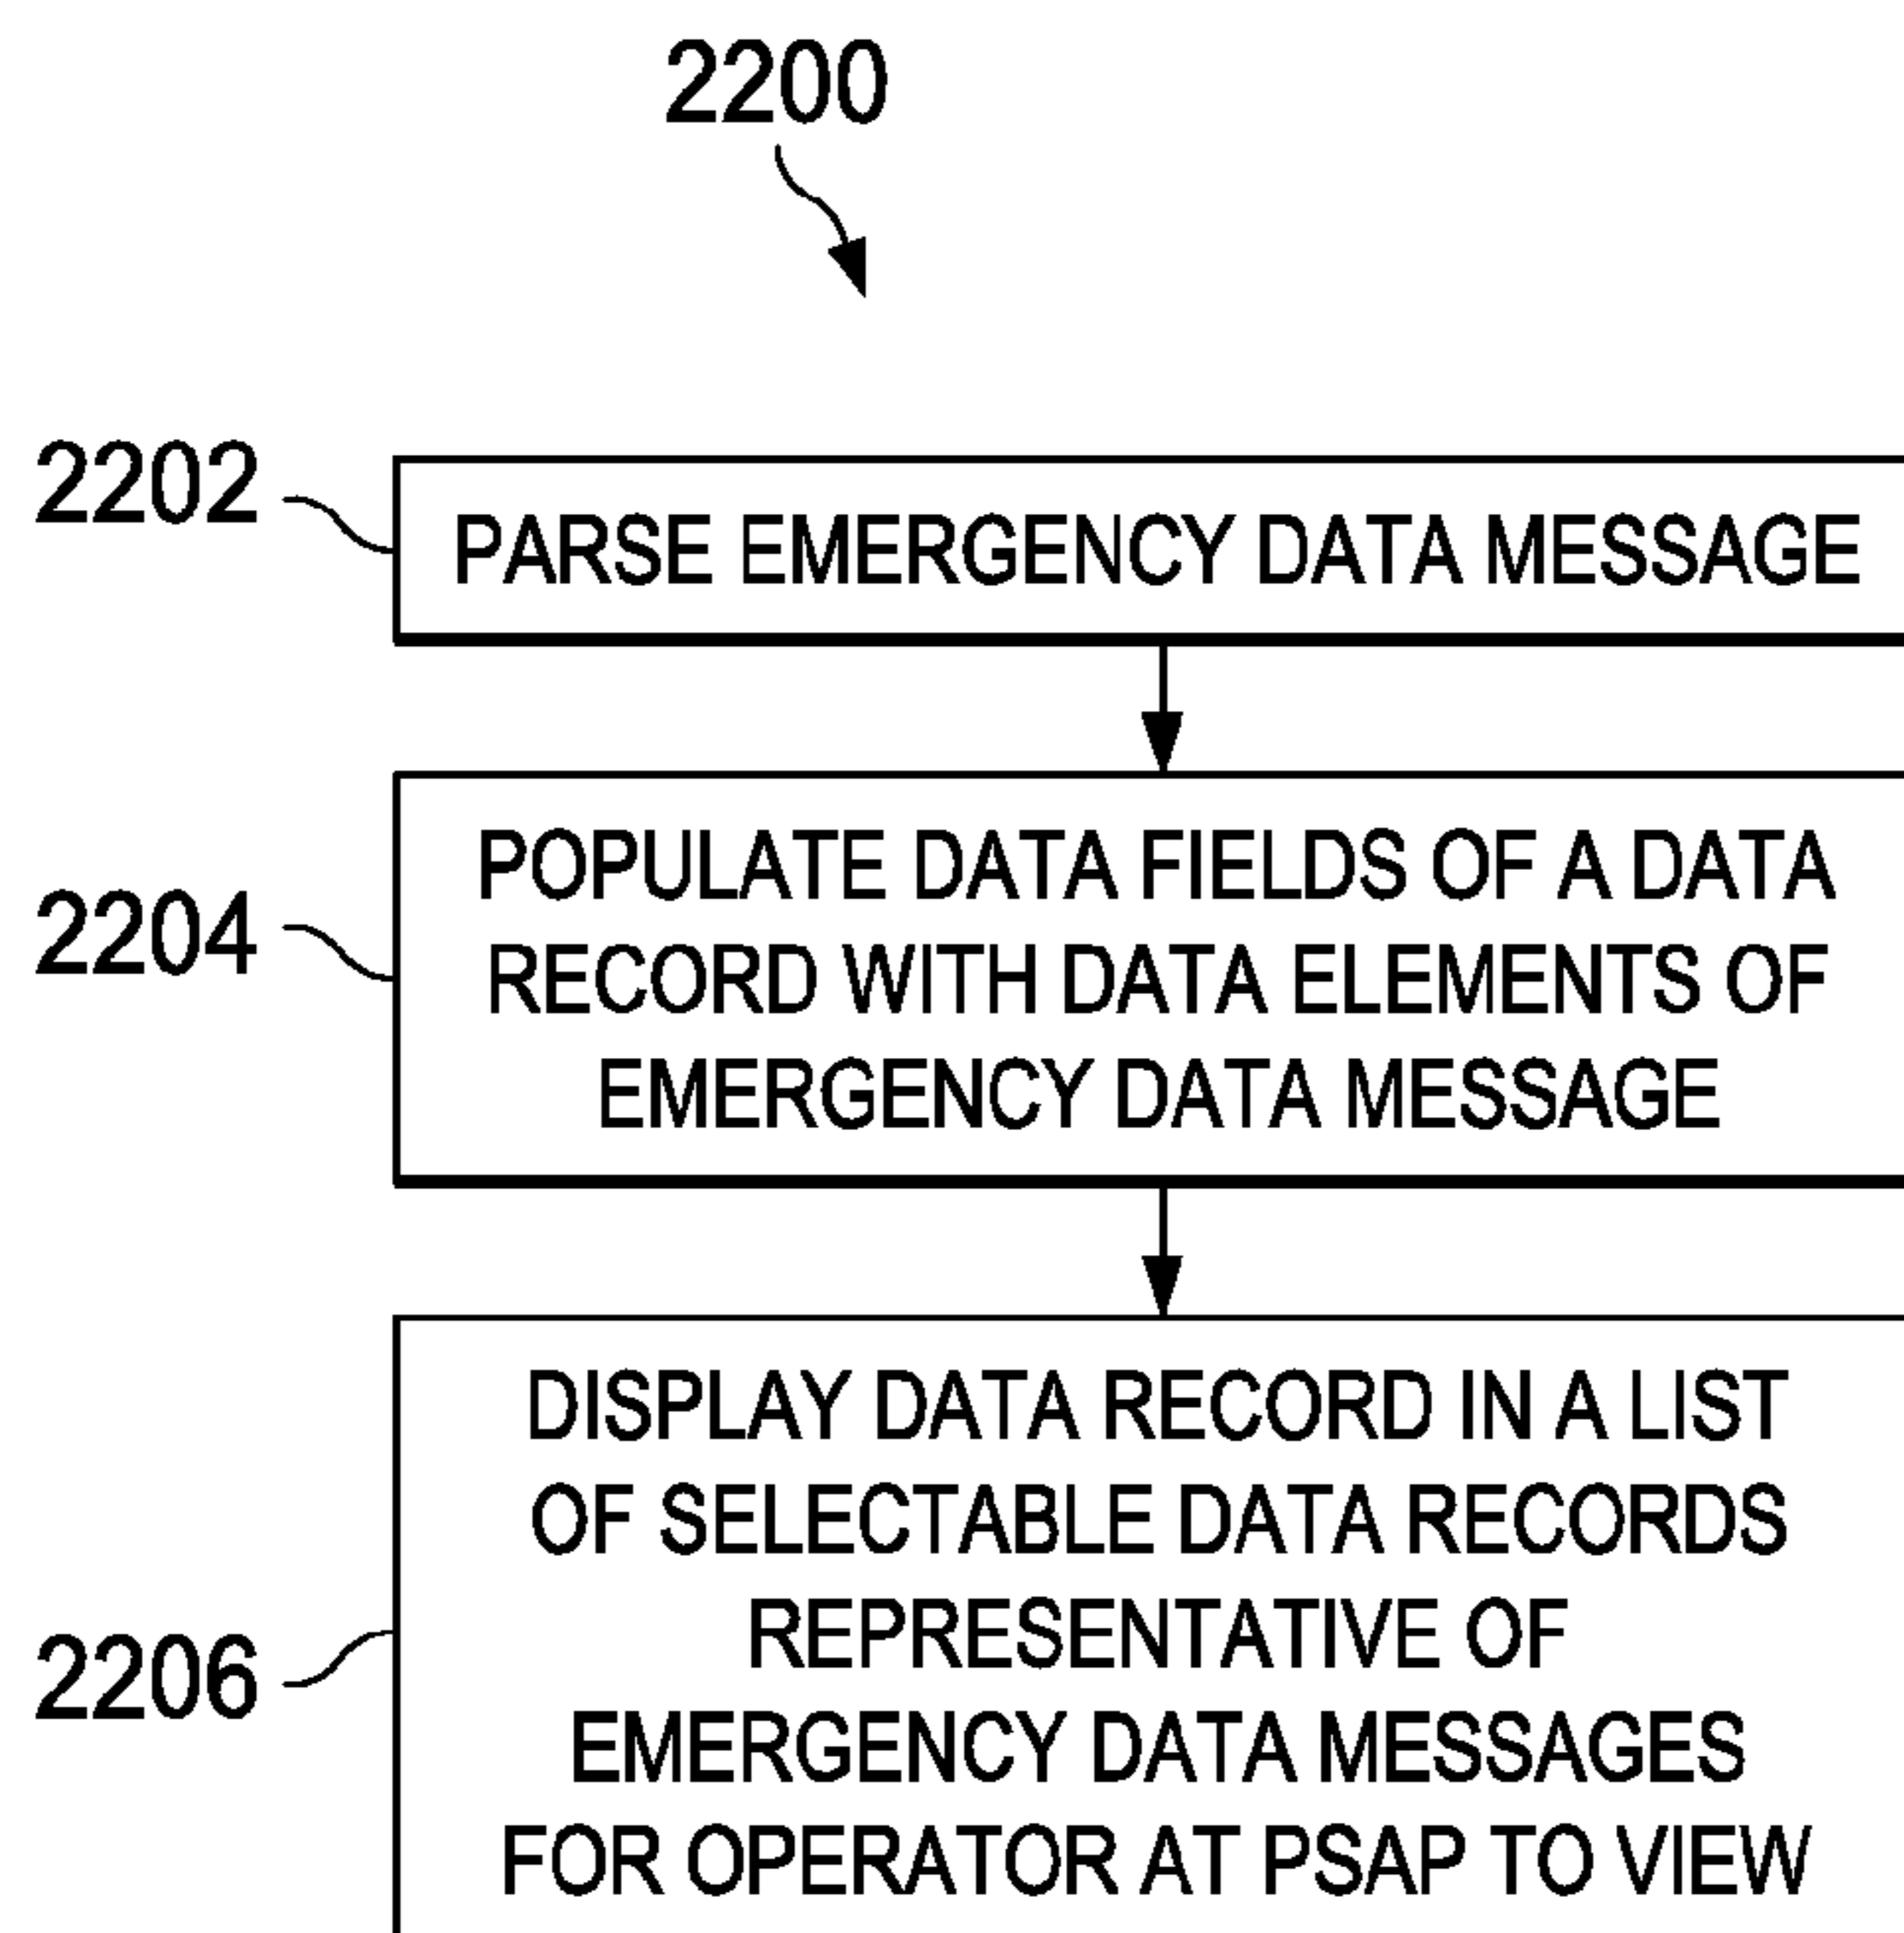 2200
2202
PARSE EMERGENCY DATA MESSAGE
2204
POPULATE DATA FIELDS OF A DATA
RECORD WITH DATA ELEMENTS OF
EMERGENCY DATA MESSAGE
2206
DISPLAY DATA RECORD IN A LIST
OF SELECTABLE DATA RECORDS
REPRESENTATIVE OF
EMERGENCY DATA MESSAGES
FOR OPERATOR AT PSAP TO VIEW